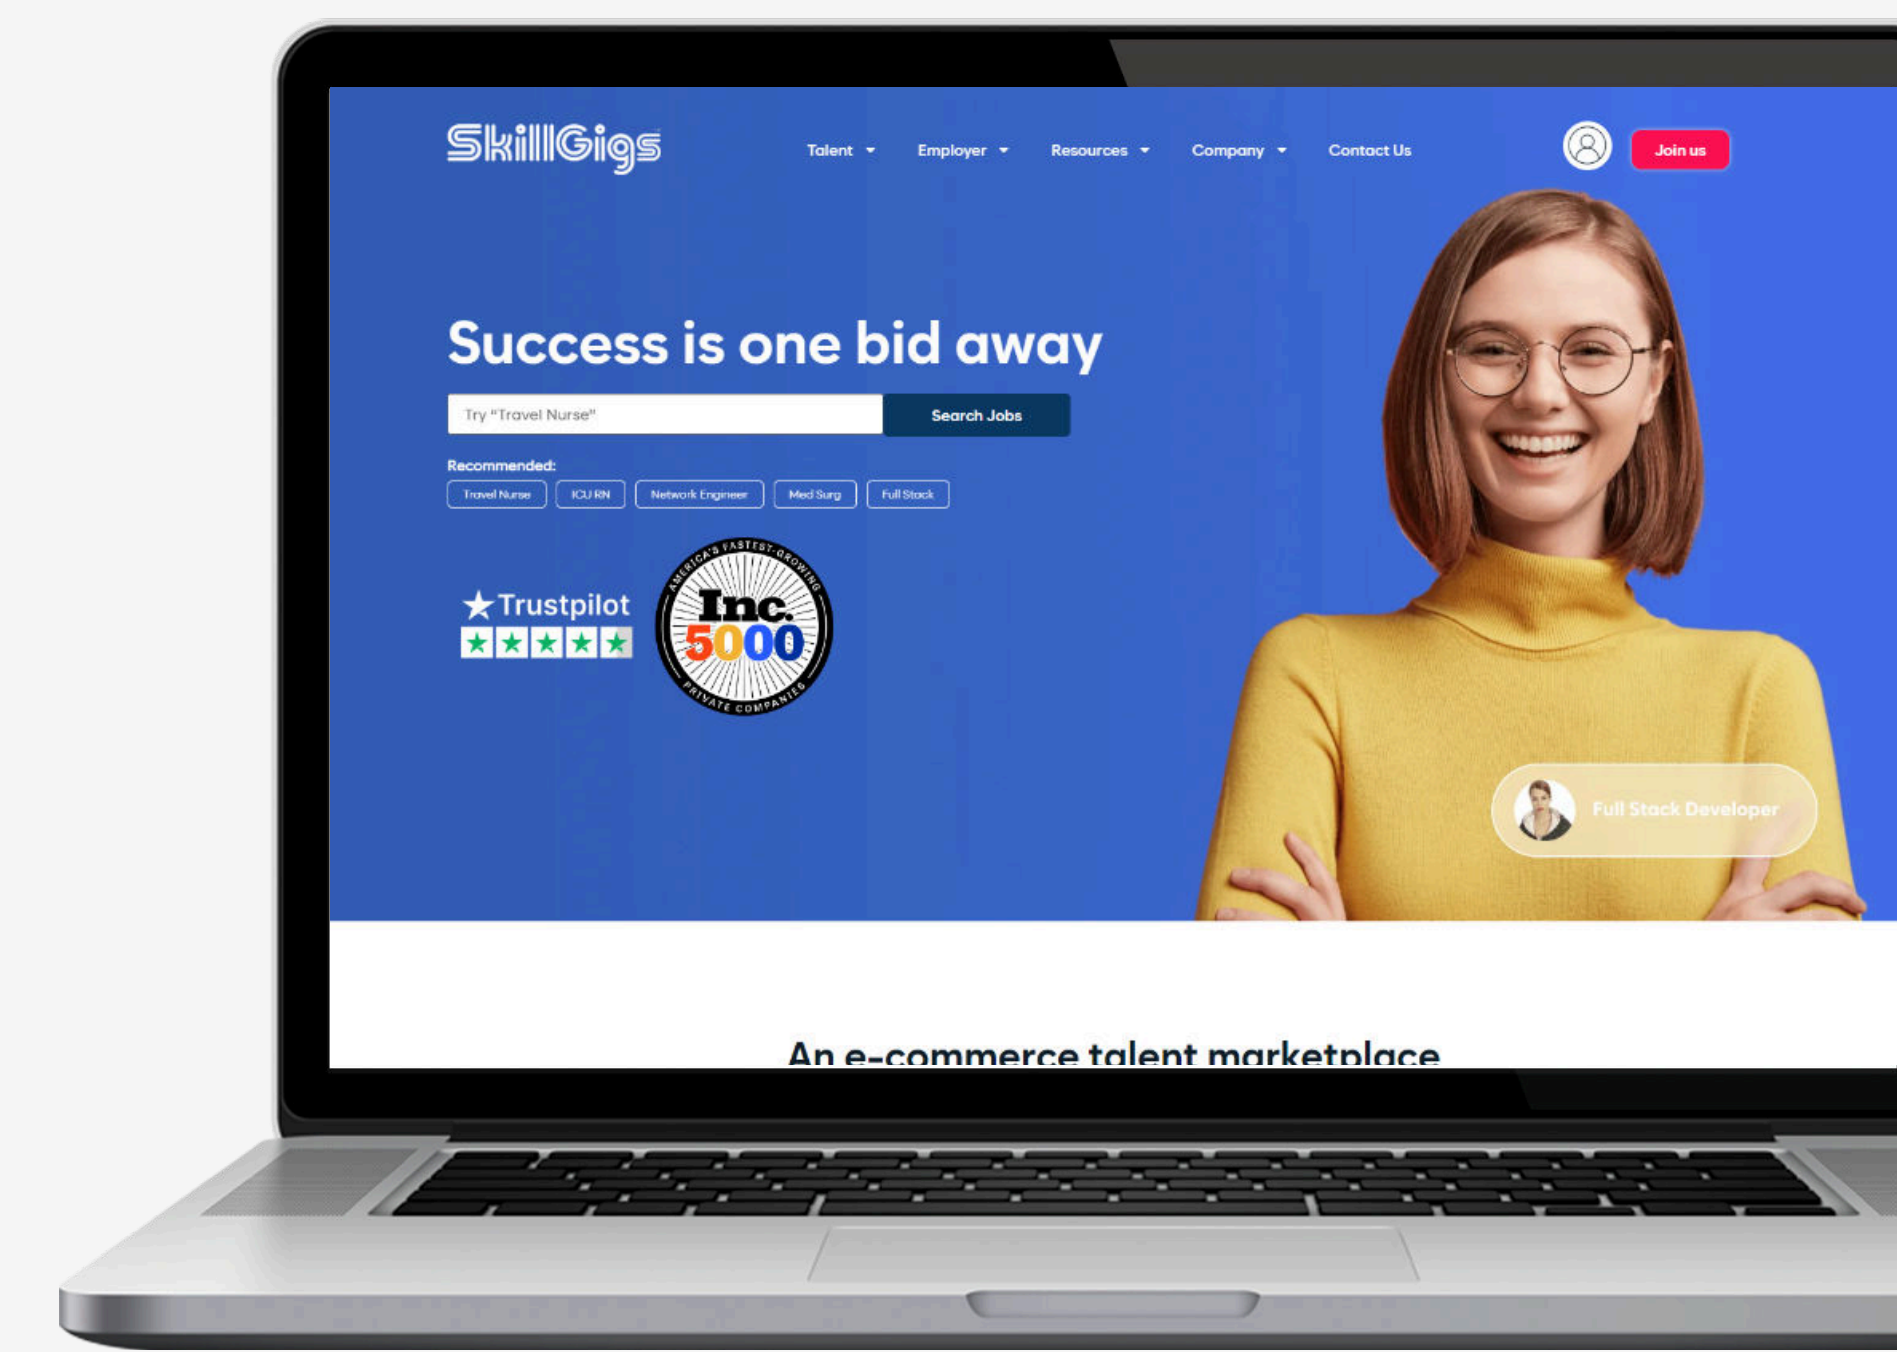 SkillGigs
Talent Employer Resources Company Contact Us Join us
Success is one bid away
Try "Travel Nurse" Search Jobs
Recommended:
Travel Nurse ICU RN Network Engineer Med Surg Full Stack
AMERICA'S FASTEST-GROWING
Trustpilot
Inc.
5000
PRIVATE COMPANIES
Full Stack Developer
An e-commerce talent marketplace